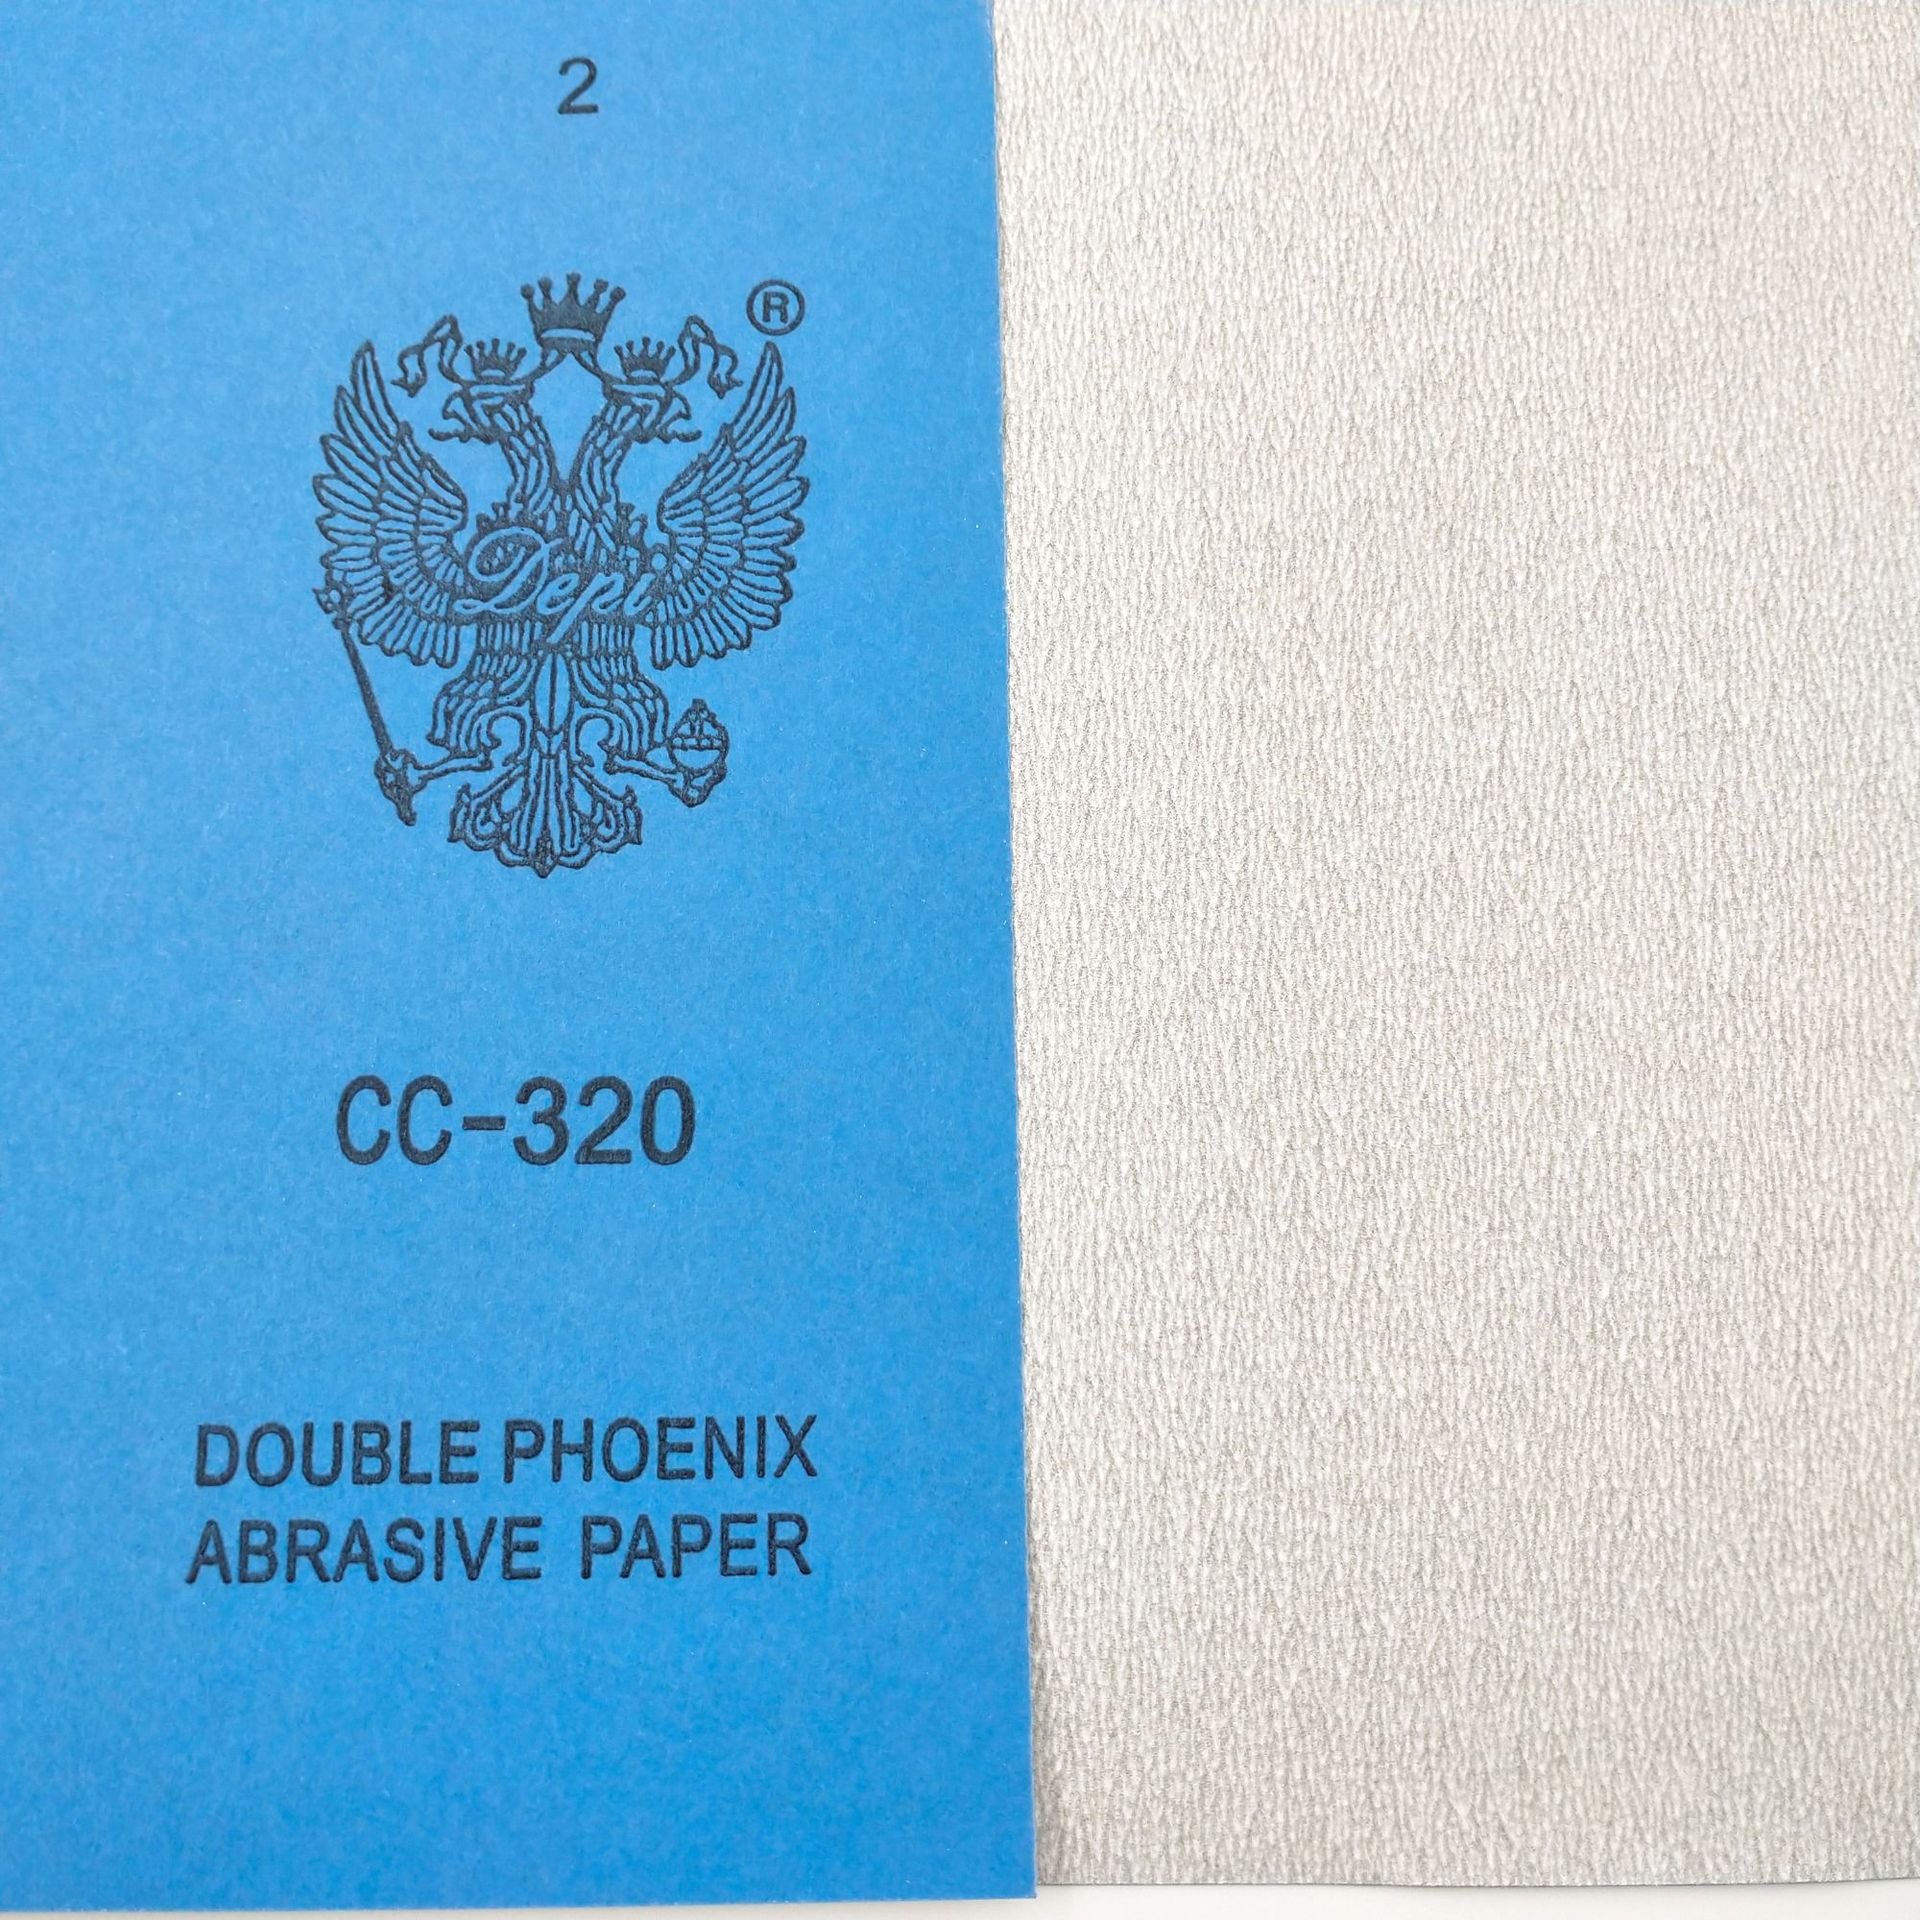 2
®
Depi
CC-320
DOUBLE PHOENIX
ABRASIVE PAPER